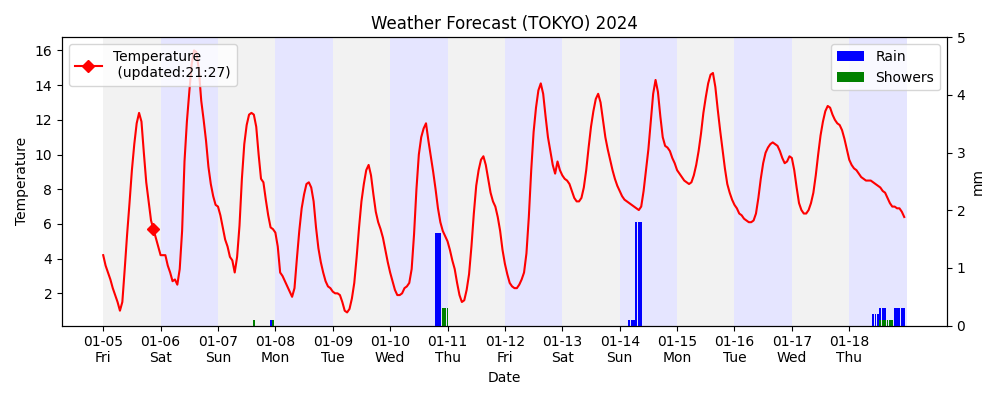 Weather Forecast (TOKYO) 2024
Temperature
(updated:21:27)
Rain
Showers
16
14
12
10
8
6
4
2
Temperature
5
4
3
2
1
0
mm
01-05 01-06 01-07 01-08 01-09 01-10 01-11 01-12 01-13 01-14 01-15 01-16 01-17 01-18
Fri Sat Sun Mon Tue Wed Thu Fri Sat Sun Mon Tue Wed Thu
Date